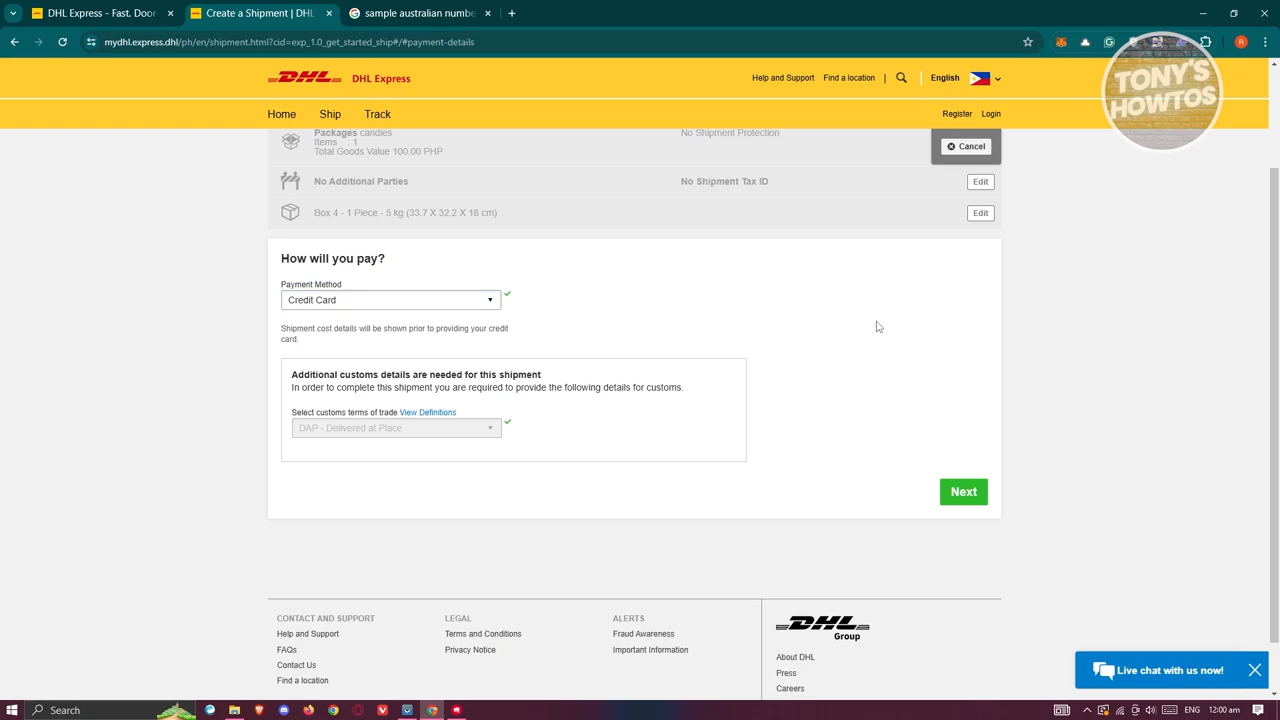 DHL Express - Fast. Door
Create a Shipment | DHL
sample australian numbe
mydhl.express.dhl/ph/en/shipment.html?cid=exp_1.0_get_started_ship#/#payment-details
TONY'S
HOWTOS
DHL DHL Express
Help and Support Find a location | English
Home Ship Track
Register Login
Packages candies
No Shipment Protection
Items : 1
Total Goods Value 100.00 PHP
Cancel
No Additional Parties
No Shipment Tax ID
Edit
Box 4 - 1 Piece - 5 kg (33.7 X 32.2 X 18 cm)
Edit
How will you pay?
Payment Method
Credit Card
Shipment cost details will be shown prior to providing your credit
card.
Additional customs details are needed for this shipment
In order to complete this shipment you are required to provide the following details for customs.
Select customs terms of trade View Definitions
DAP - Delivered at Place
Next
CONTACT AND SUPPORT
Help and Support
FAQs
Contact Us
Find a location
LEGAL
Terms and Conditions
Privacy Notice
ALERTS
Fraud Awareness
Important Information
DHL
Group
About DHL
Press
Careers
Live chat with us now!
Search
ENG 12:00 am